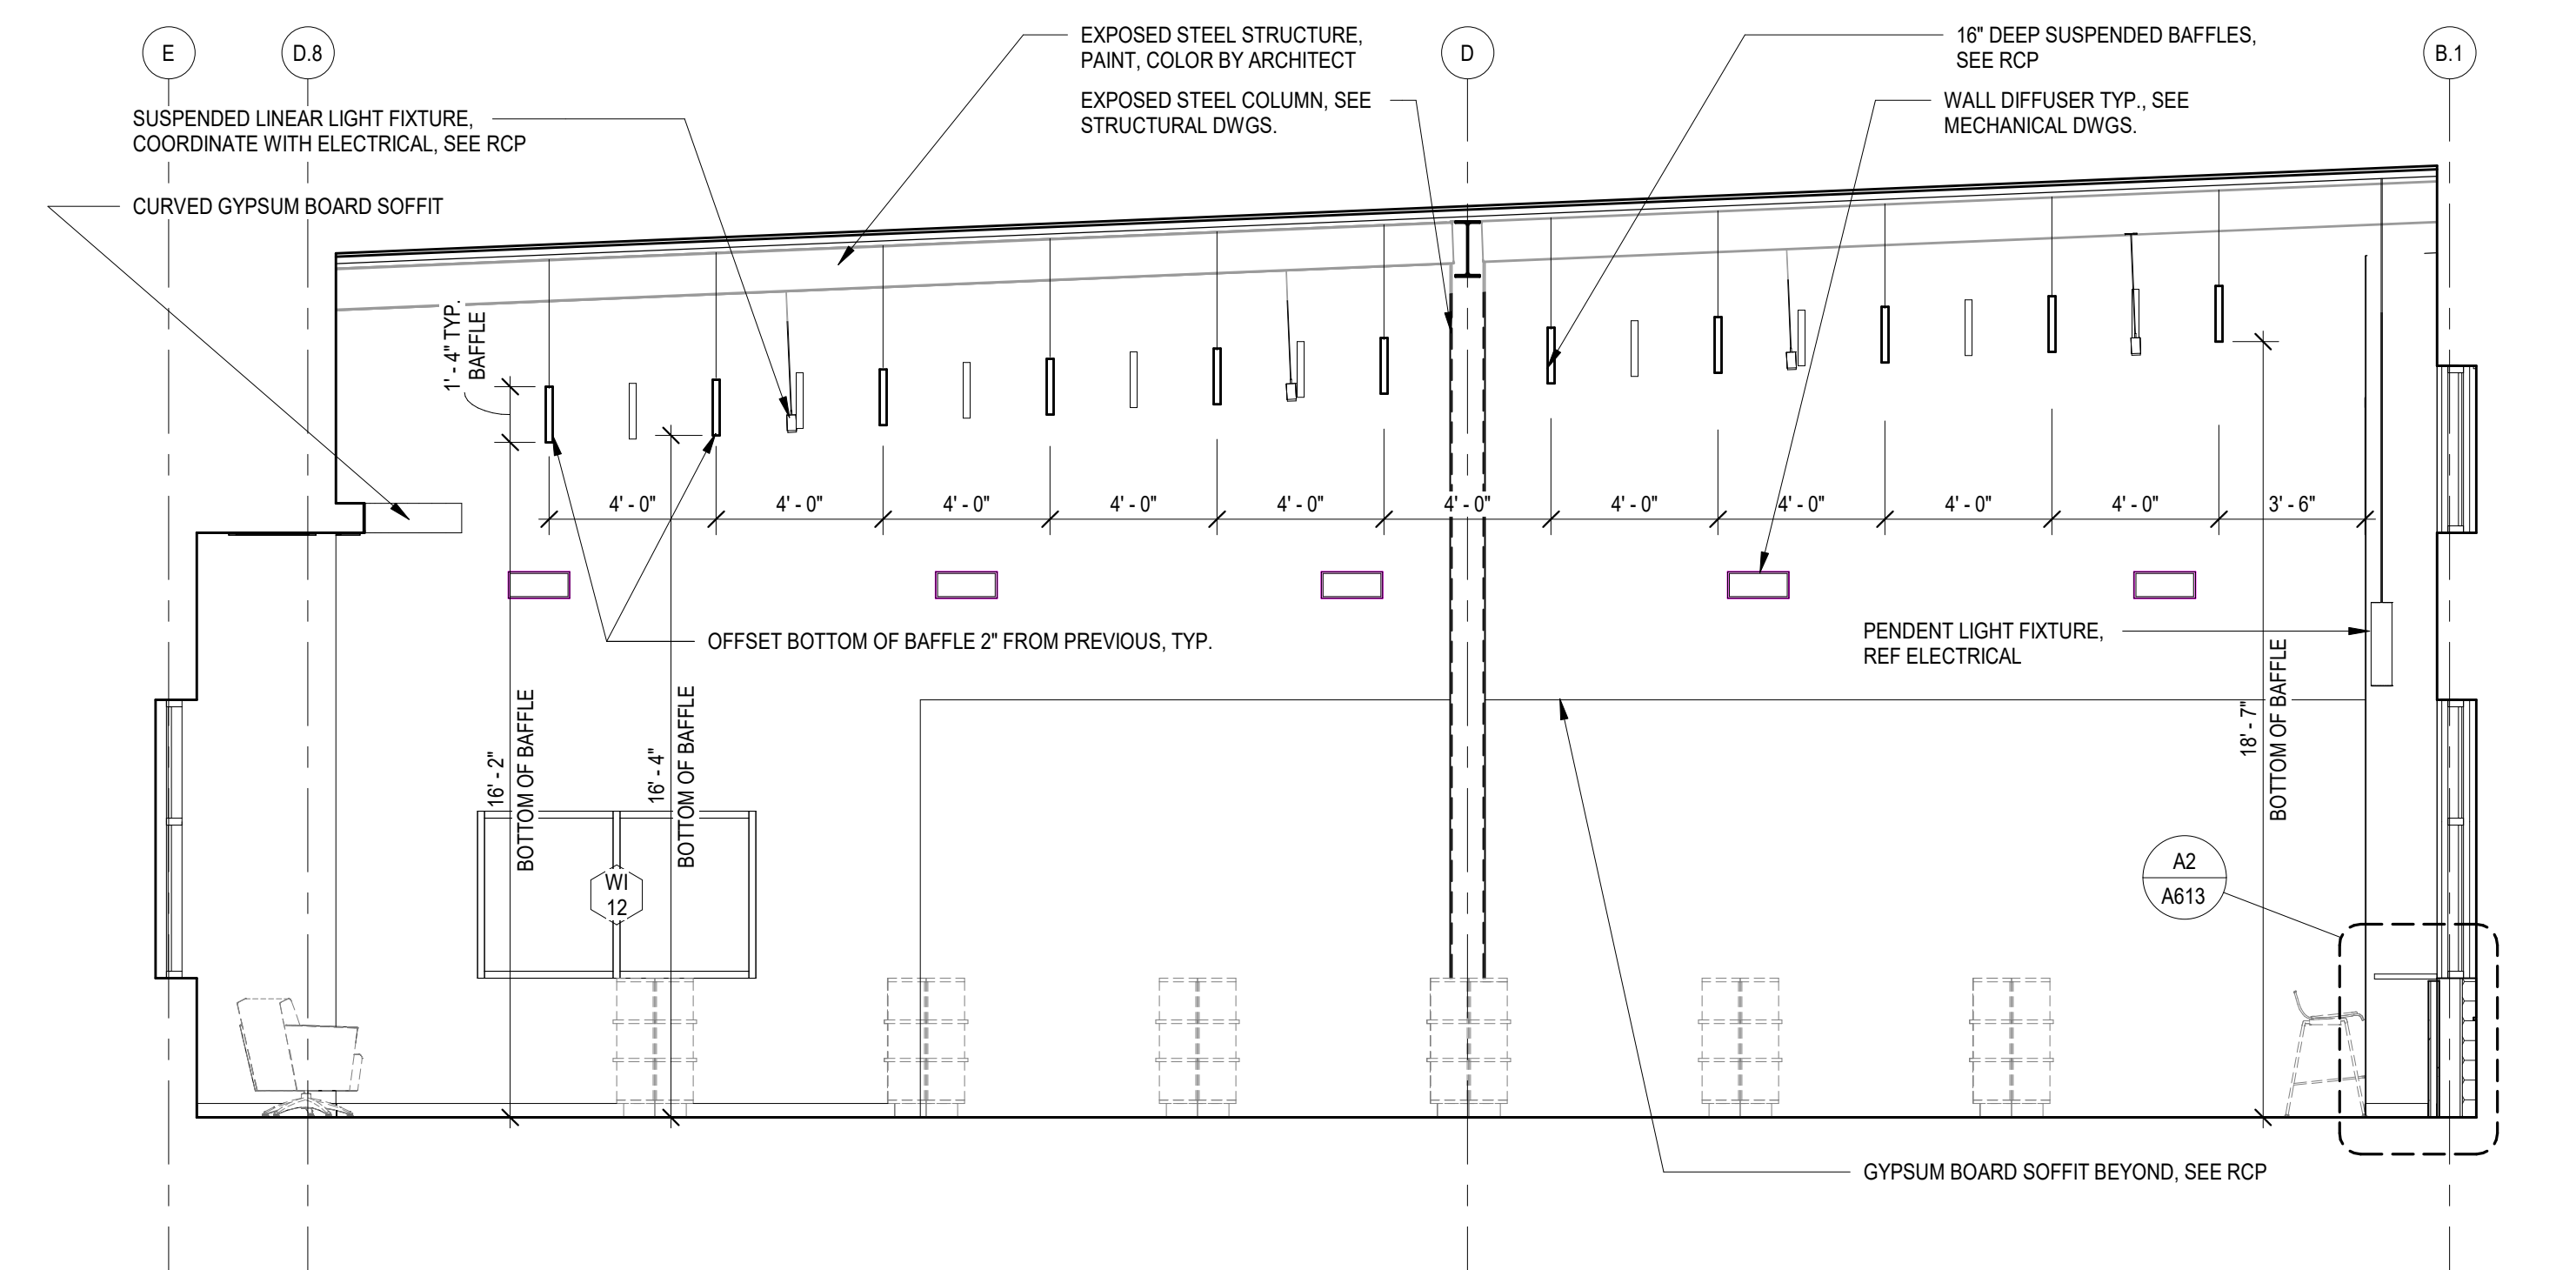 E
D.8
D
B.1
EXPOSED STEEL STRUCTURE,
PAINT, COLOR BY ARCHITECT
16" DEEP SUSPENDED BAFFLES,
SEE RCP
EXPOSED STEEL COLUMN, SEE
STRUCTURAL DWGS.
WALL DIFFUSER TYP., SEE
MECHANICAL DWGS.
SUSPENDED LINEAR LIGHT FIXTURE,
COORDINATE WITH ELECTRICAL, SEE RCP
CURVED GYPSUM BOARD SOFFIT
1' - 4" TYP.
BAFFLE
4' - 0"
4' - 0"
4' - 0"
4' - 0"
4' - 0"
4' - 0"
4' - 0"
4' - 0"
4' - 0"
4' - 0"
3' - 6"
OFFSET BOTTOM OF BAFFLE 2" FROM PREVIOUS, TYP.
PENDENT LIGHT FIXTURE,
REF ELECTRICAL
16' - 2"
BOTTOM OF BAFFLE
16' - 4"
BOTTOM OF BAFFLE
18' - 7"
BOTTOM OF BAFFLE
WI
12
A2
A613
GYPSUM BOARD SOFFIT BEYOND, SEE RCP